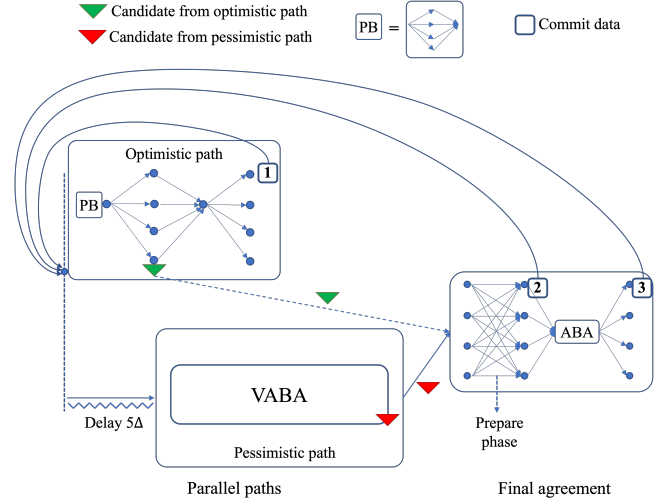 Candidate from optimistic path
Candidate from pessimistic path
PB =
Commit data
Optimistic path
1
PB
2
3
ABA
VABA
Delay 5Δ
Prepare
phase
Pessimistic path
Parallel paths
Final agreement